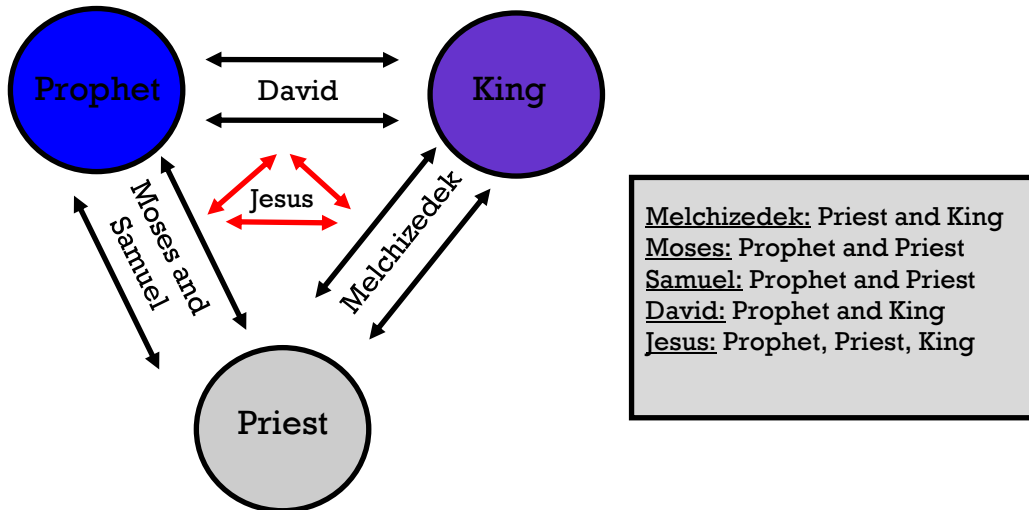 Prophet
David
King
Jesus
Moses and
Samuel
Melchizedek
Priest
Melchizedek: Priest and King
Moses: Prophet and Priest
Samuel: Prophet and Priest
David: Prophet and King
Jesus: Prophet, Priest, King